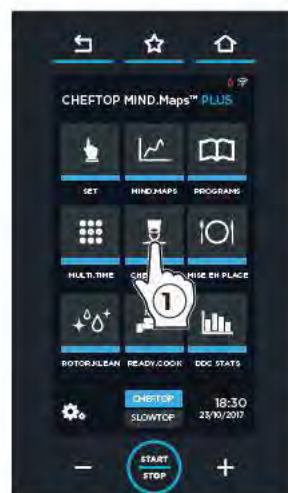 CHEFTOP MIND.Maps™ PLUS
SET
MIND.MAPS
PROGRAMS
MULTI.TIME
CHE
MISE EN PLACE
1
ROTOR.KLEAN
READY.COOK
DDC STATS
CHEFTOP
18:30
SLOWTOP
23/10/2017
START
STOP